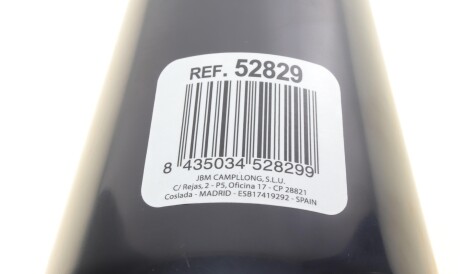 REF. 52829
8 435034 528299
JBM CAMPLLONG, S.L.U.
C/ Rejas, 2 - P5, Oficina 17 - CP 28821
Coslada - MADRID - ESB17419292 - SPAIN